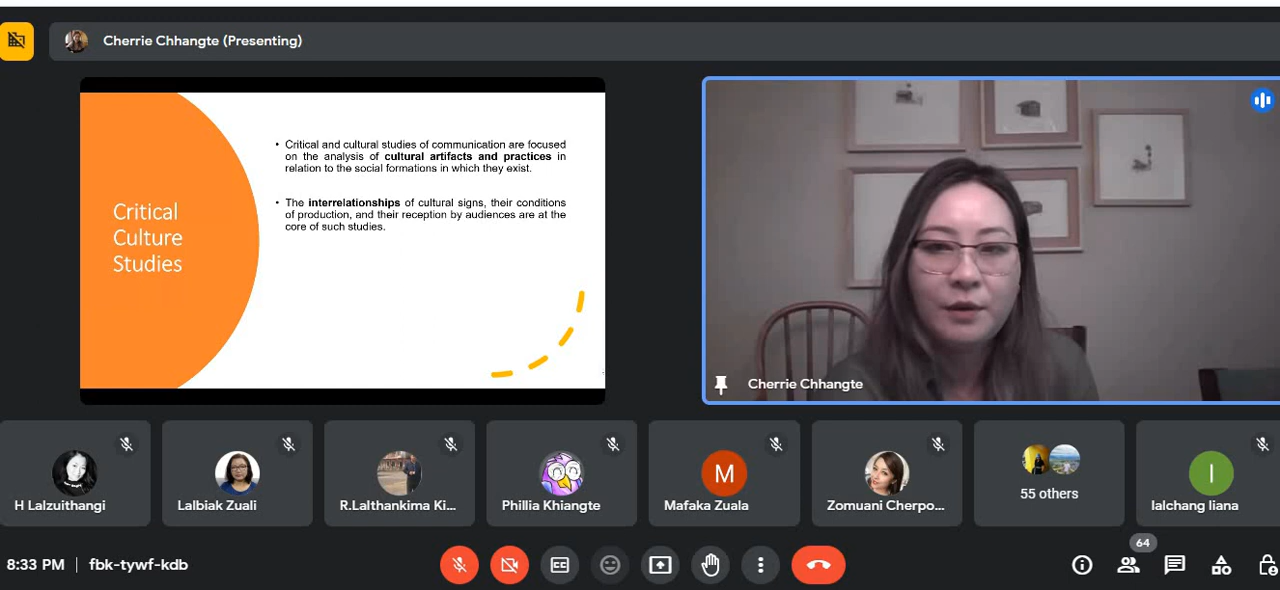 Cherrie Chhangte (Presenting)
Critical
Culture
Studies
• Critical and cultural studies of communication are focused
on the analysis of cultural artifacts and practices in
relation to the social formations in which they exist.
• The interrelationships of cultural signs, their conditions
of production, and their reception by audiences are at the
core of such studies.
Cherrie Chhangte
H Lalzuithangi
Lalbiak Zuali
R.Lalthankima Ki...
Phillia Khiangte
M
Mafaka Zuala
Zomuani Cherpo...
55 others
l
lalchang liana
8:33 PM | fbk-tywf-kdb
CC
64